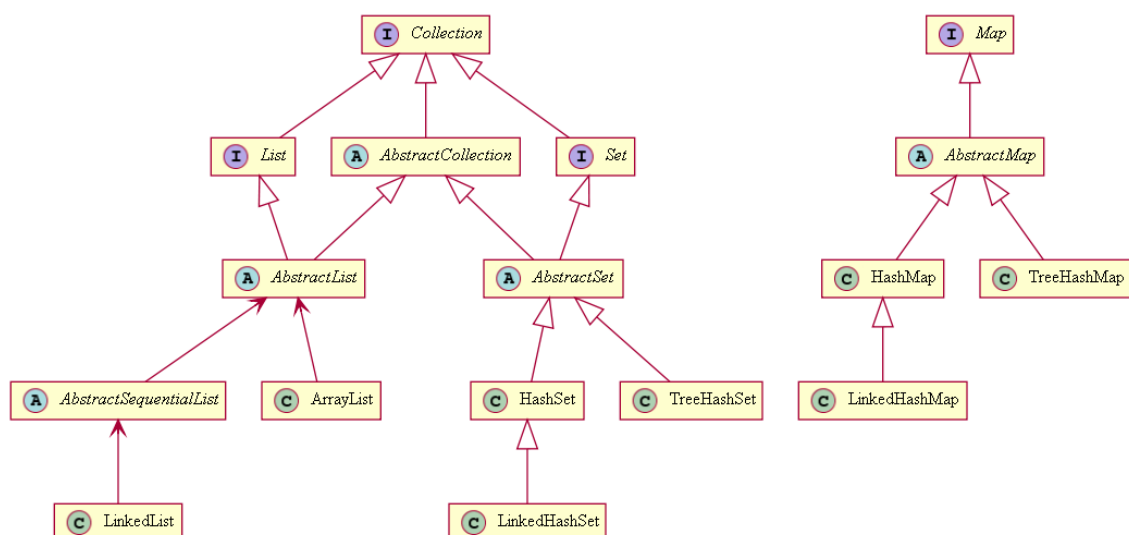 I Collection
I Map
I List
A AbstractCollection
I Set
A AbstractMap
A AbstractList
A AbstractSet
C HashMap
C TreeHashMap
A AbstractSequentialList
C ArrayList
C HashSet
C TreeHashSet
C LinkedHashMap
C LinkedList
C LinkedHashSet